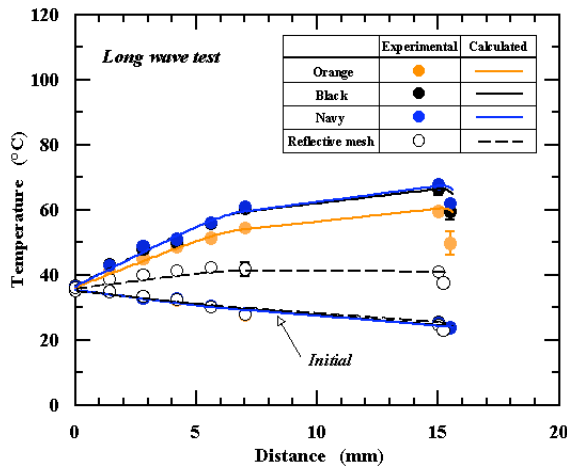 120
100
80
60
40
20
0
Temperature (°C)
Long wave test
Experimental Calculated
Orange
Black
Navy
Reflective mesh
Initial
0 5 10 15 20
Distance (mm)